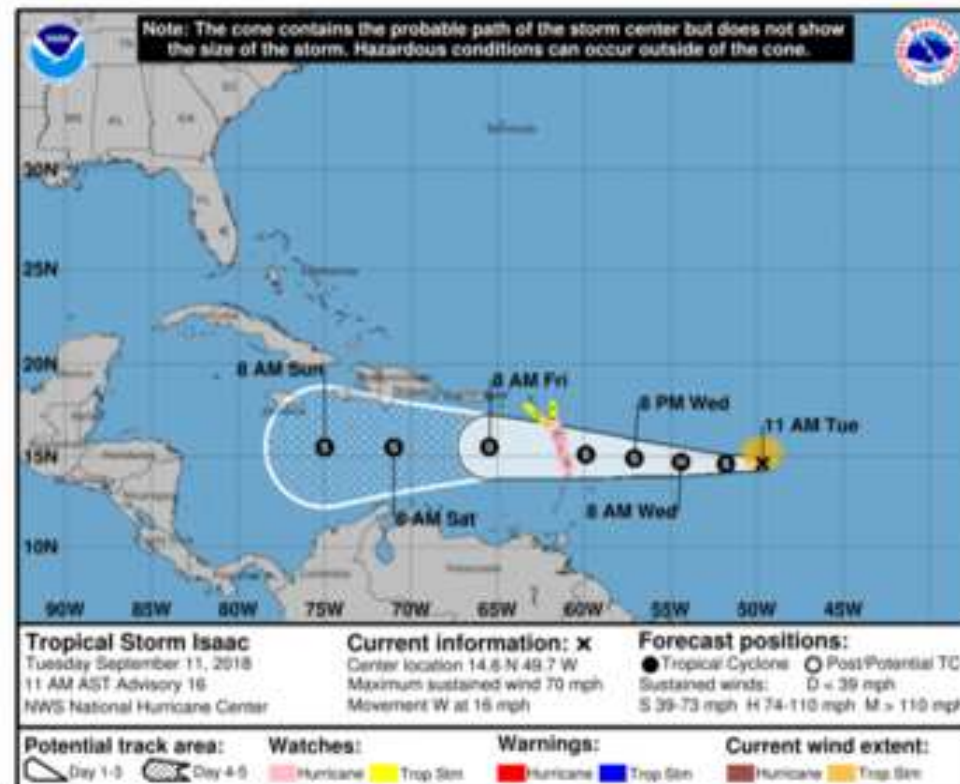 Note: The cone contains the probable path of the storm center but does not show
the size of the storm. Hazardous conditions can occur outside of the cone.
NOAA
30N
25N
20N
15N
10N
8 AM Sun
8 AM Fri
8 PM Wed
11 AM Tue
8 AM Sat
8 AM Wed
S
S
S
S
S
H
S
X
90W 85W 80W 75W 70W 65W 60W 55W 50W 45W
Tropical Storm Isaac
Tuesday September 11, 2018
11 AM AST Advisory 16
NWS National Hurricane Center
Current information: x
Center location 14.6 N 49.7 W
Maximum sustained wind 70 mph
Movement W at 16 mph
Forecast positions:
Tropical Cyclone Post/Potential TC
Sustained winds: D < 39 mph
S 39-73 mph H 74-110 mph M > 110 mph
Potential track area:
Day 1-3 Day 4-5
Watches:
Hurricane Trop Stm
Warnings:
Hurricane Trop Stm
Current wind extent:
Hurricane Trop Stm